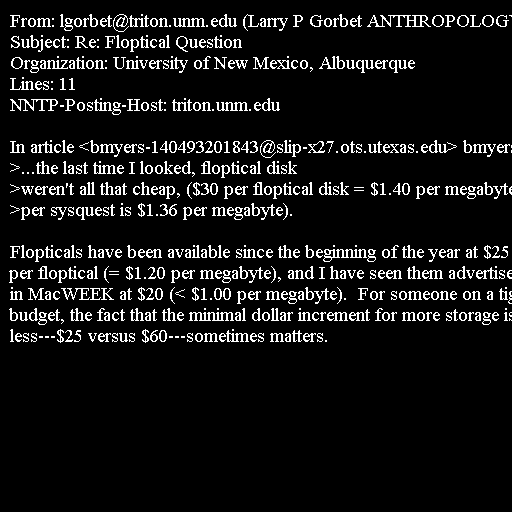 From: lgorbet@triton.unm.edu (Larry P Gorbet ANTHROPOLOGY
Subject: Re: Floptical Question
Organization: University of New Mexico, Albuquerque
Lines: 11
NNTP-Posting-Host: triton.unm.edu

In article <bmyers-140493201843@slip-x27.ots.utexas.edu> bmyers
>...the last time I looked, floptical disk
>weren't all that cheap, ($30 per floptical disk = $1.40 per megabyte
>per sysquest is $1.36 per megabyte).

Flopticals have been available since the beginning of the year at $25
per floptical (= $1.20 per megabyte), and I have seen them advertise
in MacWEEK at $20 (< $1.00 per megabyte).  For someone on a tig
budget, the fact that the minimal dollar increment for more storage is
less---$25 versus $60---sometimes matters.